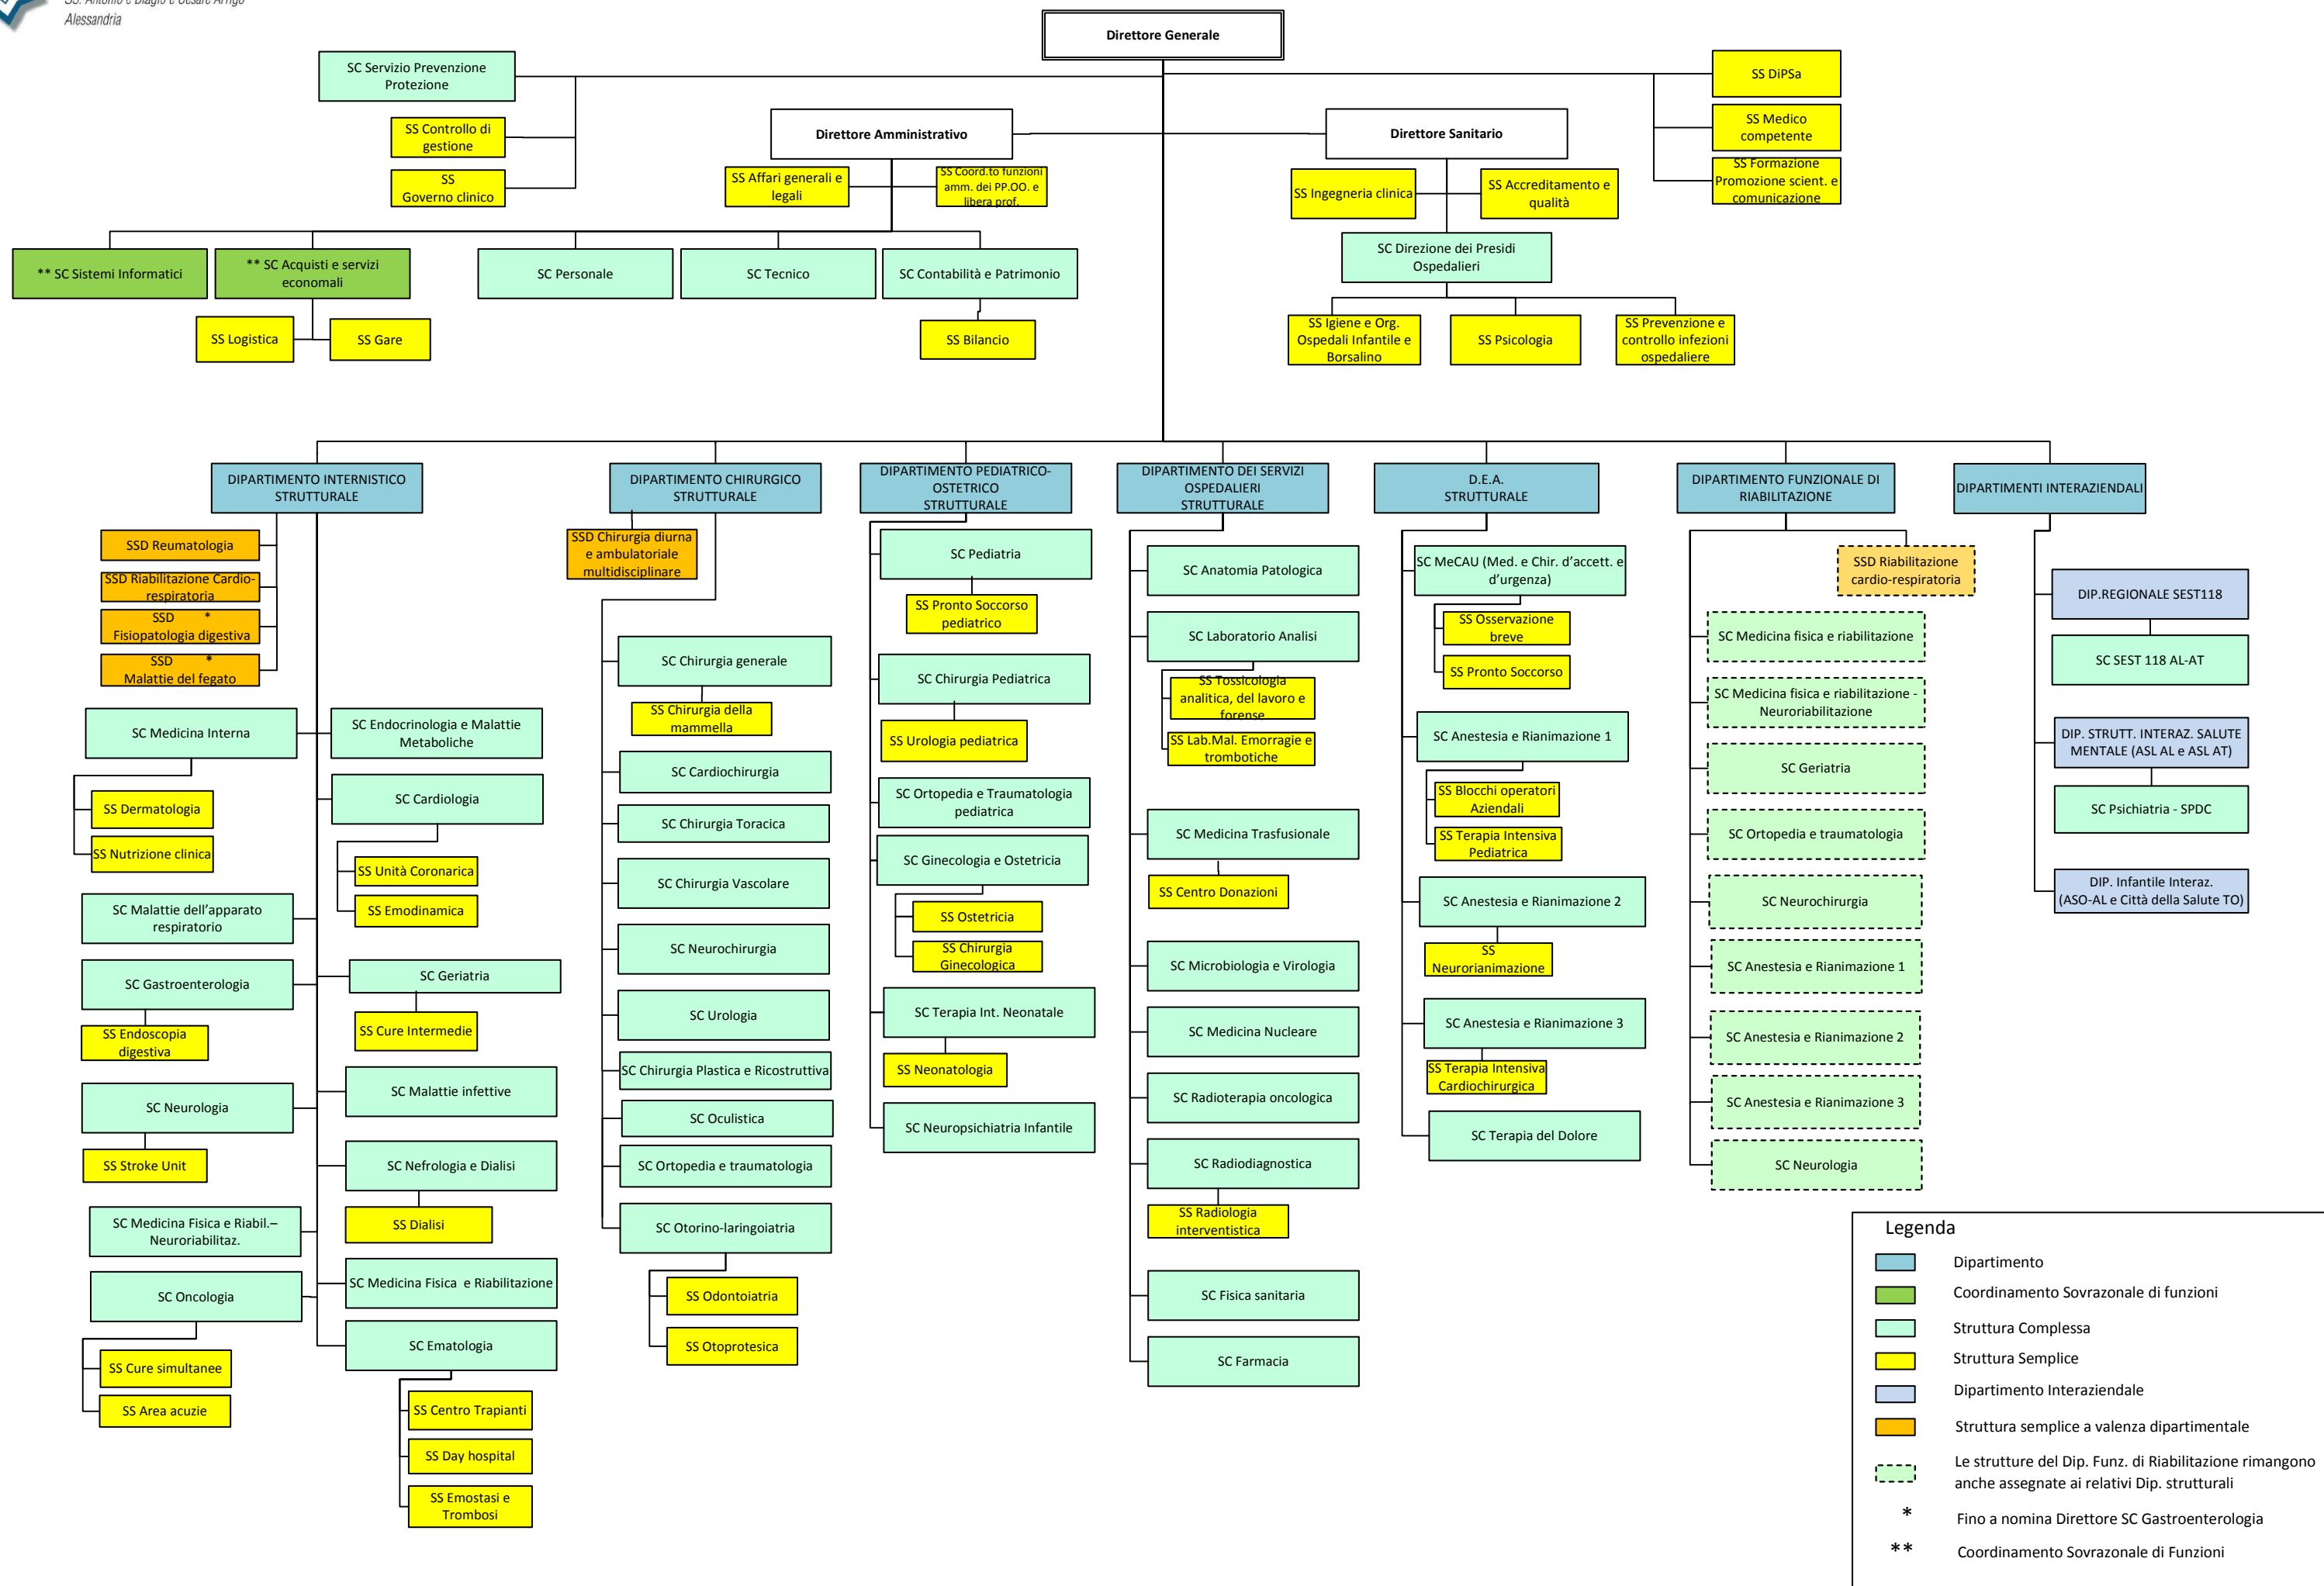 SS. Antonio e Biagio e Cesare Arrigo
Alessandria
Direttore Generale
SC Servizio Prevenzione
Protezione
SS Controllo di
gestione
SS
Governo clinico
SS DiPSa
SS Medico
competente
SS Formazione
Promozione scient. e
comunicazione
Direttore Amministrativo
Direttore Sanitario
SS Affari generali e
legali
SS Coord.to funzioni
amm. dei PP.OO. e
libera prof.
SS Ingegneria clinica
SS Accreditamento e
qualità
** SC Sistemi Informatici
** SC Acquisti e servizi
economali
SC Personale
SC Tecnico
SC Contabilità e Patrimonio
SC Direzione dei Presidi
Ospedalieri
SS Logistica
SS Gare
SS Bilancio
SS Igiene e Org.
Ospedali Infantile e
Borsalino
SS Psicologia
SS Prevenzione e
controllo infezioni
ospedaliere
DIPARTIMENTO INTERNISTICO
STRUTTURALE
SSD Reumatologia
SSD Riabilitazione Cardio-
respiratoria
SSD *
Fisiopatologia digestiva
SSD *
Malattie del fegato
SC Medicina Interna
SS Dermatologia
SS Nutrizione clinica
SC Malattie dell'apparato
respiratorio
SC Gastroenterologia
SS Endoscopia
digestiva
SC Neurologia
SS Stroke Unit
SC Medicina Fisica e Riabil.–
Neuroriabilitaz.
SC Oncologia
SS Cure simultanee
SS Area acuzie
SC Endocrinologia e Malattie
Metaboliche
SC Cardiologia
SS Unità Coronarica
SS Emodinamica
SC Geriatria
SS Cure Intermedie
SC Malattie infettive
SC Nefrologia e Dialisi
SS Dialisi
SC Medicina Fisica e Riabilitazione
SC Ematologia
SS Centro Trapianti
SS Day hospital
SS Emostasi e
Trombosi
DIPARTIMENTO CHIRURGICO
STRUTTURALE
SSD Chirurgia diurna
e ambulatoriale
multidisciplinare
SC Chirurgia generale
SS Chirurgia della
mammella
SC Cardiochirurgia
SC Chirurgia Toracica
SC Chirurgia Vascolare
SC Neurochirurgia
SC Urologia
SC Chirurgia Plastica e Ricostruttiva
SC Oculistica
SC Ortopedia e traumatologia
SC Otorino-laringoiatria
SS Odontoiatria
SS Otoprotesica
DIPARTIMENTO PEDIATRICO-
OSTETRICO
STRUTTURALE
SC Pediatria
SS Pronto Soccorso
pediatrico
SC Chirurgia Pediatrica
SS Urologia pediatrica
SC Ortopedia e Traumatologia
pediatrica
SC Ginecologia e Ostetricia
SS Ostetricia
SS Chirurgia
Ginecologica
SC Terapia Int. Neonatale
SS Neonatologia
SC Neuropsichiatria Infantile
DIPARTIMENTO DEI SERVIZI
OSPEDALIERI
STRUTTURALE
SC Anatomia Patologica
SC Laboratorio Analisi
SS Tossicologia
analitica, del lavoro e
forense
SS Lab.Mal. Emorragie e
trombotiche
SC Medicina Trasfusionale
SS Centro Donazioni
SC Microbiologia e Virologia
SC Medicina Nucleare
SC Radioterapia oncologica
SC Radiodiagnostica
SS Radiologia
interventistica
SC Fisica sanitaria
SC Farmacia
D.E.A.
STRUTTURALE
SC MeCAU (Med. e Chir. d'accett. e
d'urgenza)
SS Osservazione
breve
SS Pronto Soccorso
SC Anestesia e Rianimazione 1
SS Blocchi operatori
Aziendali
SS Terapia Intensiva
Pediatrica
SC Anestesia e Rianimazione 2
SS
Neurorianimazione
SC Anestesia e Rianimazione 3
SS Terapia Intensiva
Cardiochirurgica
SC Terapia del Dolore
DIPARTIMENTO FUNZIONALE DI
RIABILITAZIONE
SSD Riabilitazione
cardio-respiratoria
SC Medicina fisica e riabilitazione
SC Medicina fisica e riabilitazione -
Neuroriabilitazione
SC Geriatria
SC Ortopedia e traumatologia
SC Neurochirurgia
SC Anestesia e Rianimazione 1
SC Anestesia e Rianimazione 2
SC Anestesia e Rianimazione 3
SC Neurologia
DIPARTIMENTI INTERAZIENDALI
DIP.REGIONALE SEST118
SC SEST 118 AL-AT
DIP. STRUTT. INTERAZ. SALUTE
MENTALE (ASL AL e ASL AT)
SC Psichiatria - SPDC
DIP. Infantile Interaz.
(ASO-AL e Città della Salute TO)
Legenda
Dipartimento
Coordinamento Sovrazonale di funzioni
Struttura Complessa
Struttura Semplice
Dipartimento Interaziendale
Struttura semplice a valenza dipartimentale
Le strutture del Dip. Funz. di Riabilitazione rimangono
anche assegnate ai relativi Dip. strutturali
* Fino a nomina Direttore SC Gastroenterologia
** Coordinamento Sovrazonale di Funzioni